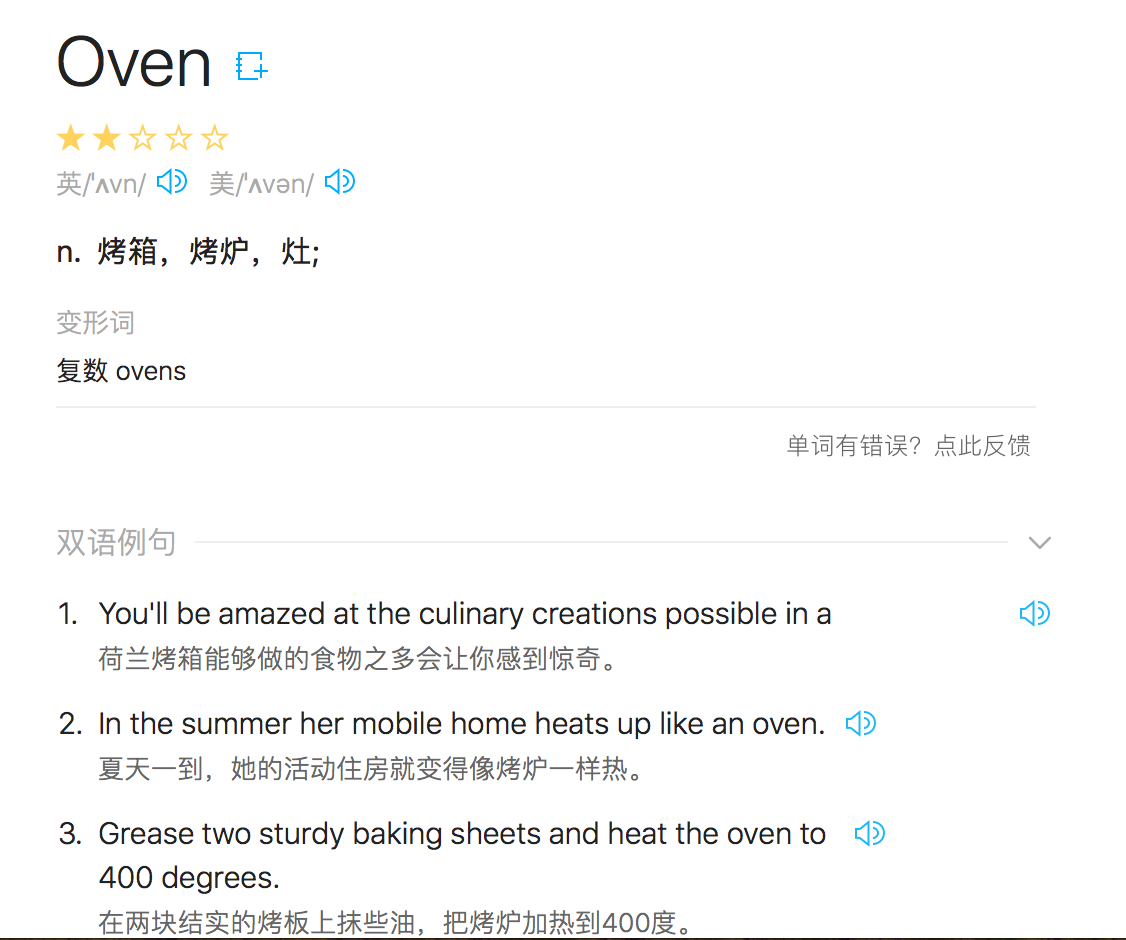 Oven
英/'ʌvn/ 美/'ʌvən/
n. 烤箱，烤炉，灶;
变形词
复数 ovens
单词有错误？点此反馈
双语例句
1. You'll be amazed at the culinary creations possible in a
荷兰烤箱能够做的食物之多会让你感到惊奇。
2. In the summer her mobile home heats up like an oven.
夏天一到，她的活动住房就变得像烤炉一样热。
3. Grease two sturdy baking sheets and heat the oven to
400 degrees.
在两块结实的烤板上抹些油，把烤炉加热到400度。